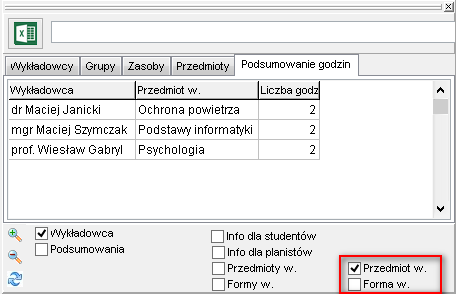 Wykładowcy Grupy Zasoby Przedmioty Podsumowanie godzin
Wykładowca Przedmiot w. Liczba godz
dr Maciej Janicki Ochrona powietrza 2
mgr Maciej Szymczak Podstawy informatyki 2
prof. Wiesław Gabryl Psychologia 2
Wykładowca Info dla studentów
Podsumowania Info dla planistów
Przedmioty w. Przedmiot w.
Formy w. Forma w.